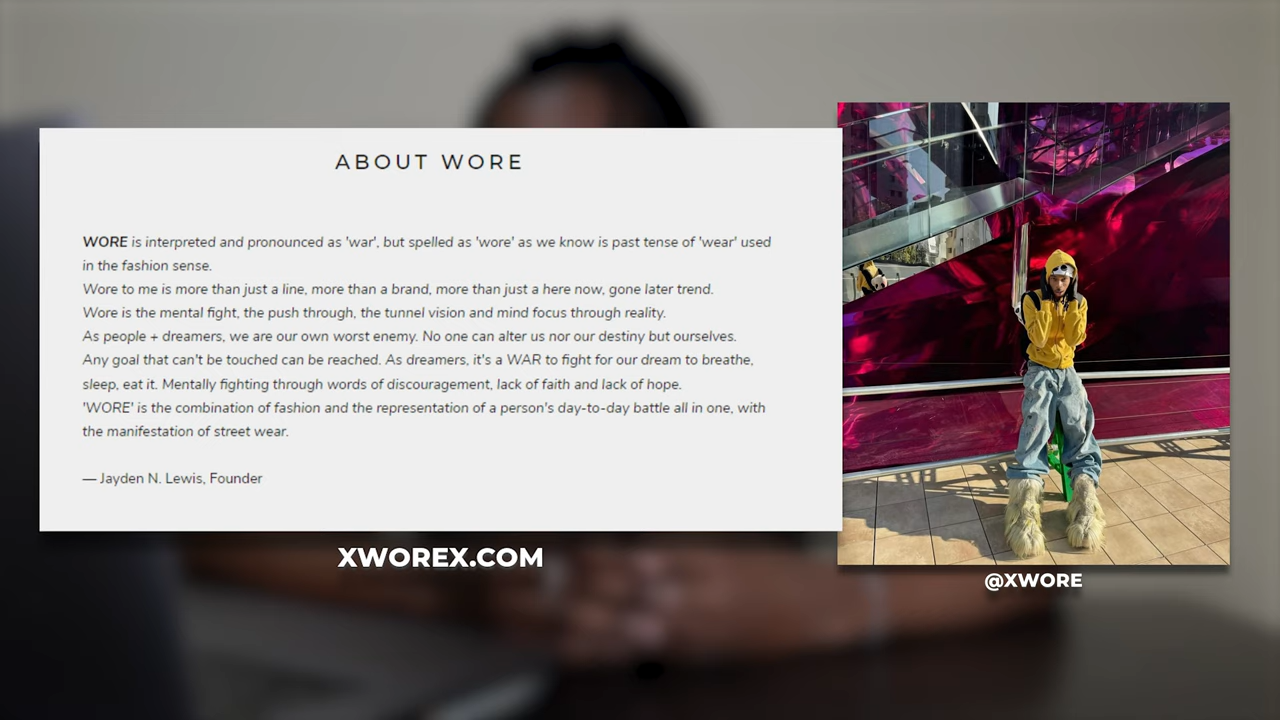 ABOUT WORE
WORE is interpreted and pronounced as 'war', but spelled as 'wore' as we know is past tense of 'wear' used
in the fashion sense.
Wore to me is more than just a line, more than a brand, more than just a here now, gone later trend.
Wore is the mental fight, the push through, the tunnel vision and mind focus through reality.
As people + dreamers, we are our own worst enemy. No one can alter us nor our destiny but ourselves.
Any goal that can't be touched can be reached. As dreamers, it's a WAR to fight for our dream to breathe,
sleep, eat it. Mentally fighting through words of discouragement, lack of faith and lack of hope.
'WORE' is the combination of fashion and the representation of a person's day-to-day battle all in one, with
the manifestation of street wear.
— Jayden N. Lewis, Founder
XWOREX.COM
@XWORE